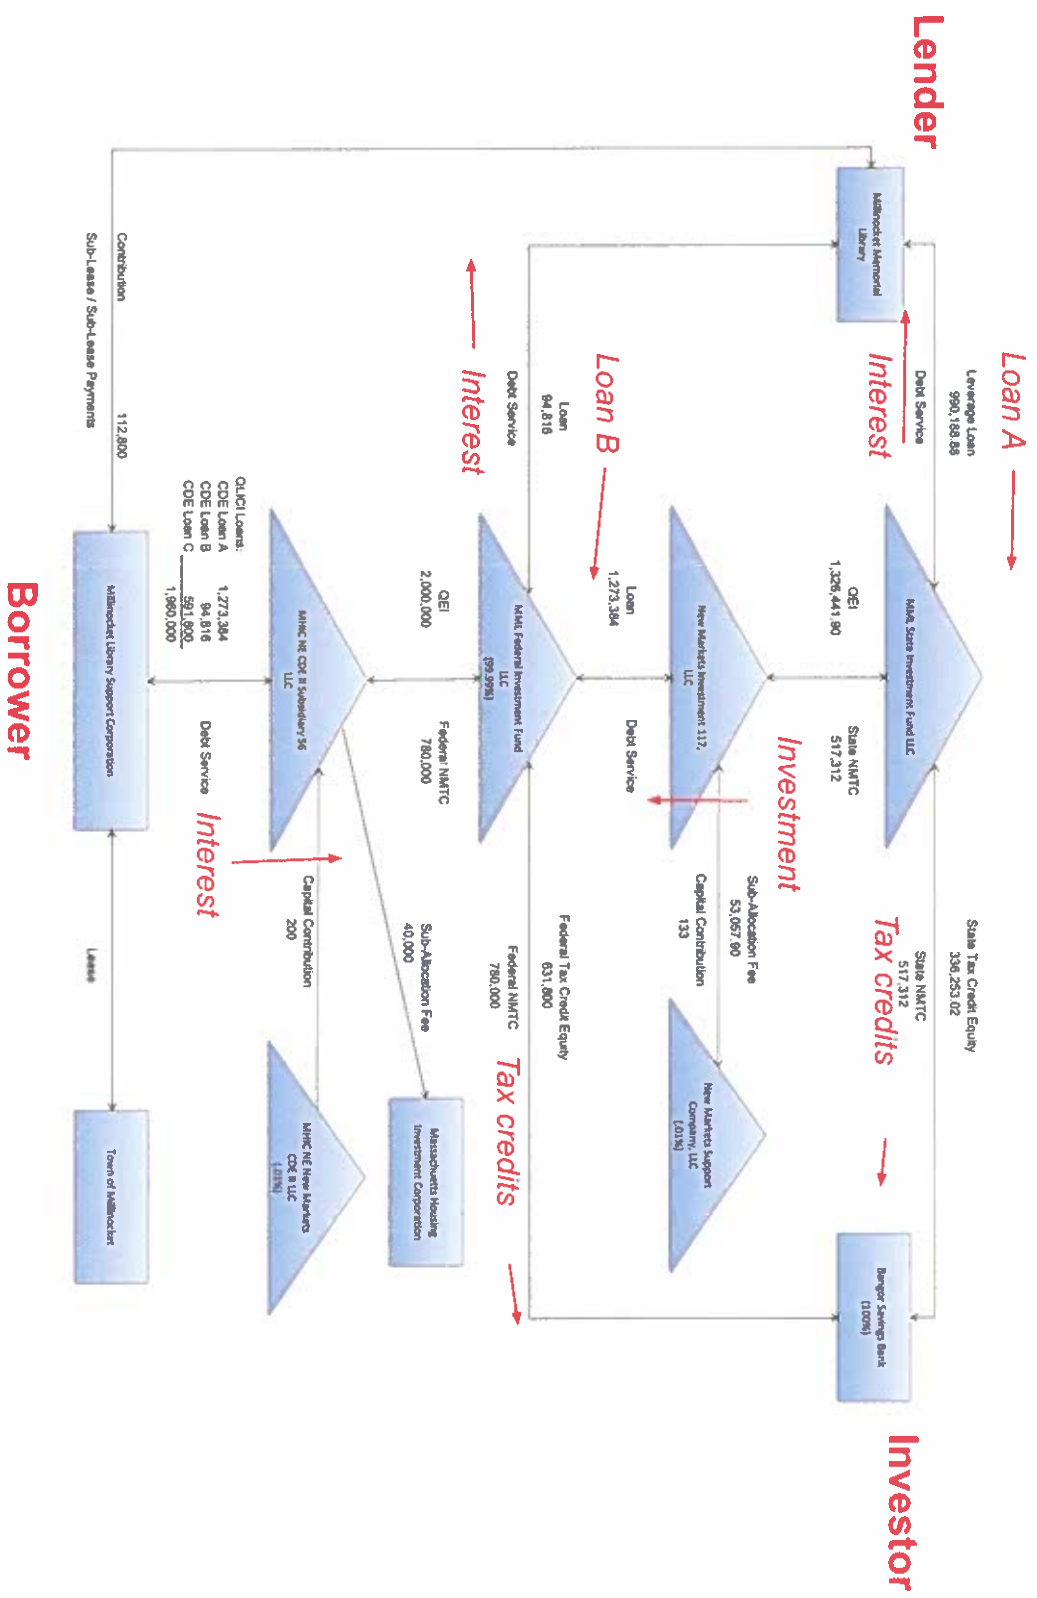 Lender
Investor
Borrower
Loan A
Leverage Loan
990,188.88
Debt Service
Interest
Millinocket Memorial
Library
MML State Investment Fund LLC
State Tax Credit Equity
336,253.02
State NMTC
517,312
Tax credits
Bangor Savings Bank
(100%)
QEI
1,326,441.90
State NMTC
517,312
Investment
New Markets Investment 117,
LLC
Sub-Allocation Fee
53,057.90
Capital Contribution
133
New Markets Support
Company, LLC
(.01%)
Loan B
Loan
1,273,384
Debt Service
Loan
94,816
Debt Service
Interest
MML Federal Investment Fund
LLC
(99.99%)
Federal Tax Credit Equity
631,800
Federal NMTC
780,000
Tax credits
QEI
2,000,000
Federal NMTC
780,000
Sub-Allocation Fee
40,000
Massachusetts Housing
Investment Corporation
MHIC NE CDE II Subsidiary 56
LLC
Capital Contribution
200
MHIC NE New Markets
CDE II LLC
(.01%)
QLICI Loans:
CDE Loan A 1,273,384
CDE Loan B 94,816
CDE Loan C 591,800
1,960,000
Debt Service
Interest
Contribution 112,800
Sub-Lease / Sub-Lease Payments
Millinocket Library Support Corporation
Lease
Town of Millinocket